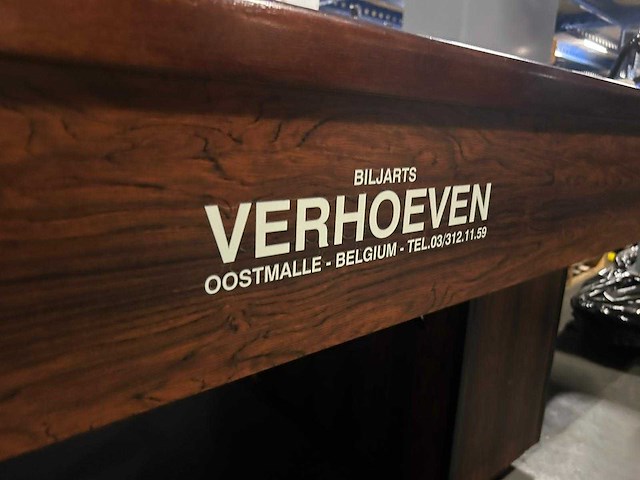 BILJARTS
VERHOEVEN
OOSTMALLE - BELGIUM - TEL.03/312.11.59